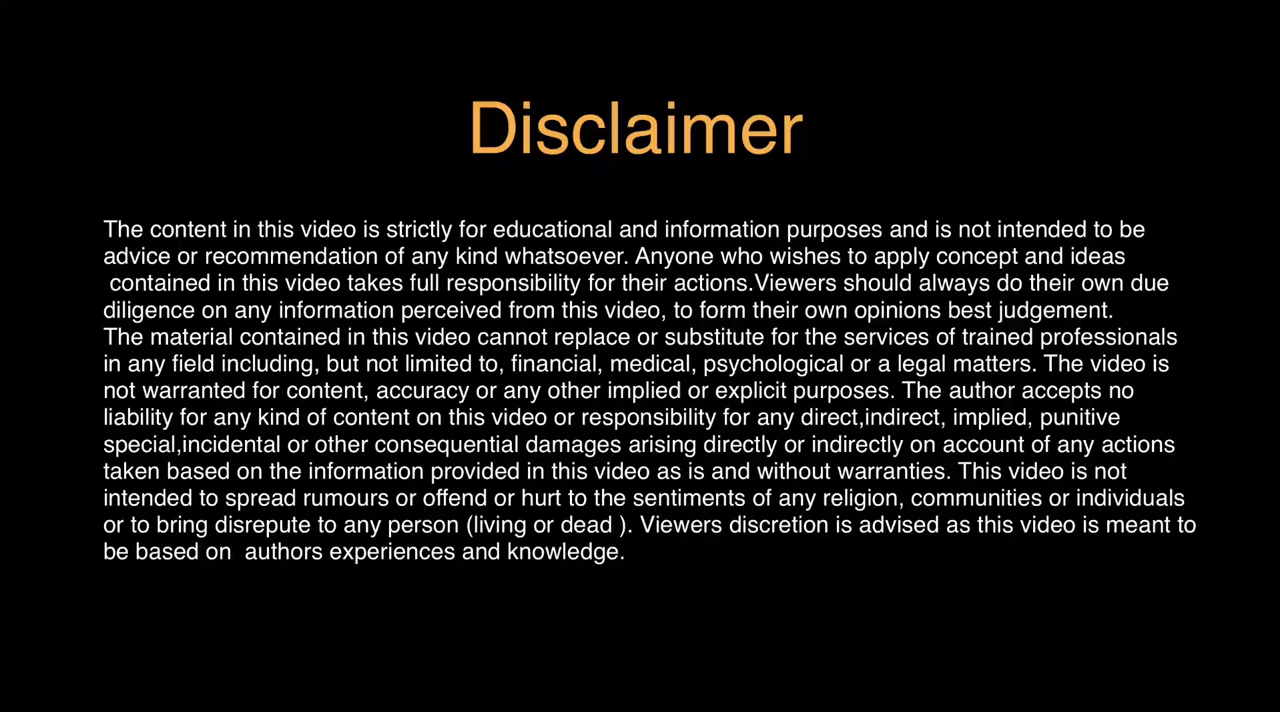 Disclaimer
The content in this video is strictly for educational and information purposes and is not intended to be
advice or recommendation of any kind whatsoever. Anyone who wishes to apply concept and ideas
contained in this video takes full responsibility for their actions.Viewers should always do their own due
diligence on any information perceived from this video, to form their own opinions best judgement.
The material contained in this video cannot replace or substitute for the services of trained professionals
in any field including, but not limited to, financial, medical, psychological or a legal matters. The video is
not warranted for content, accuracy or any other implied or explicit purposes. The author accepts no
liability for any kind of content on this video or responsibility for any direct,indirect, implied, punitive
special,incidental or other consequential damages arising directly or indirectly on account of any actions
taken based on the information provided in this video as is and without warranties. This video is not
intended to spread rumours or offend or hurt to the sentiments of any religion, communities or individuals
or to bring disrepute to any person (living or dead ). Viewers discretion is advised as this video is meant to
be based on  authors experiences and knowledge.